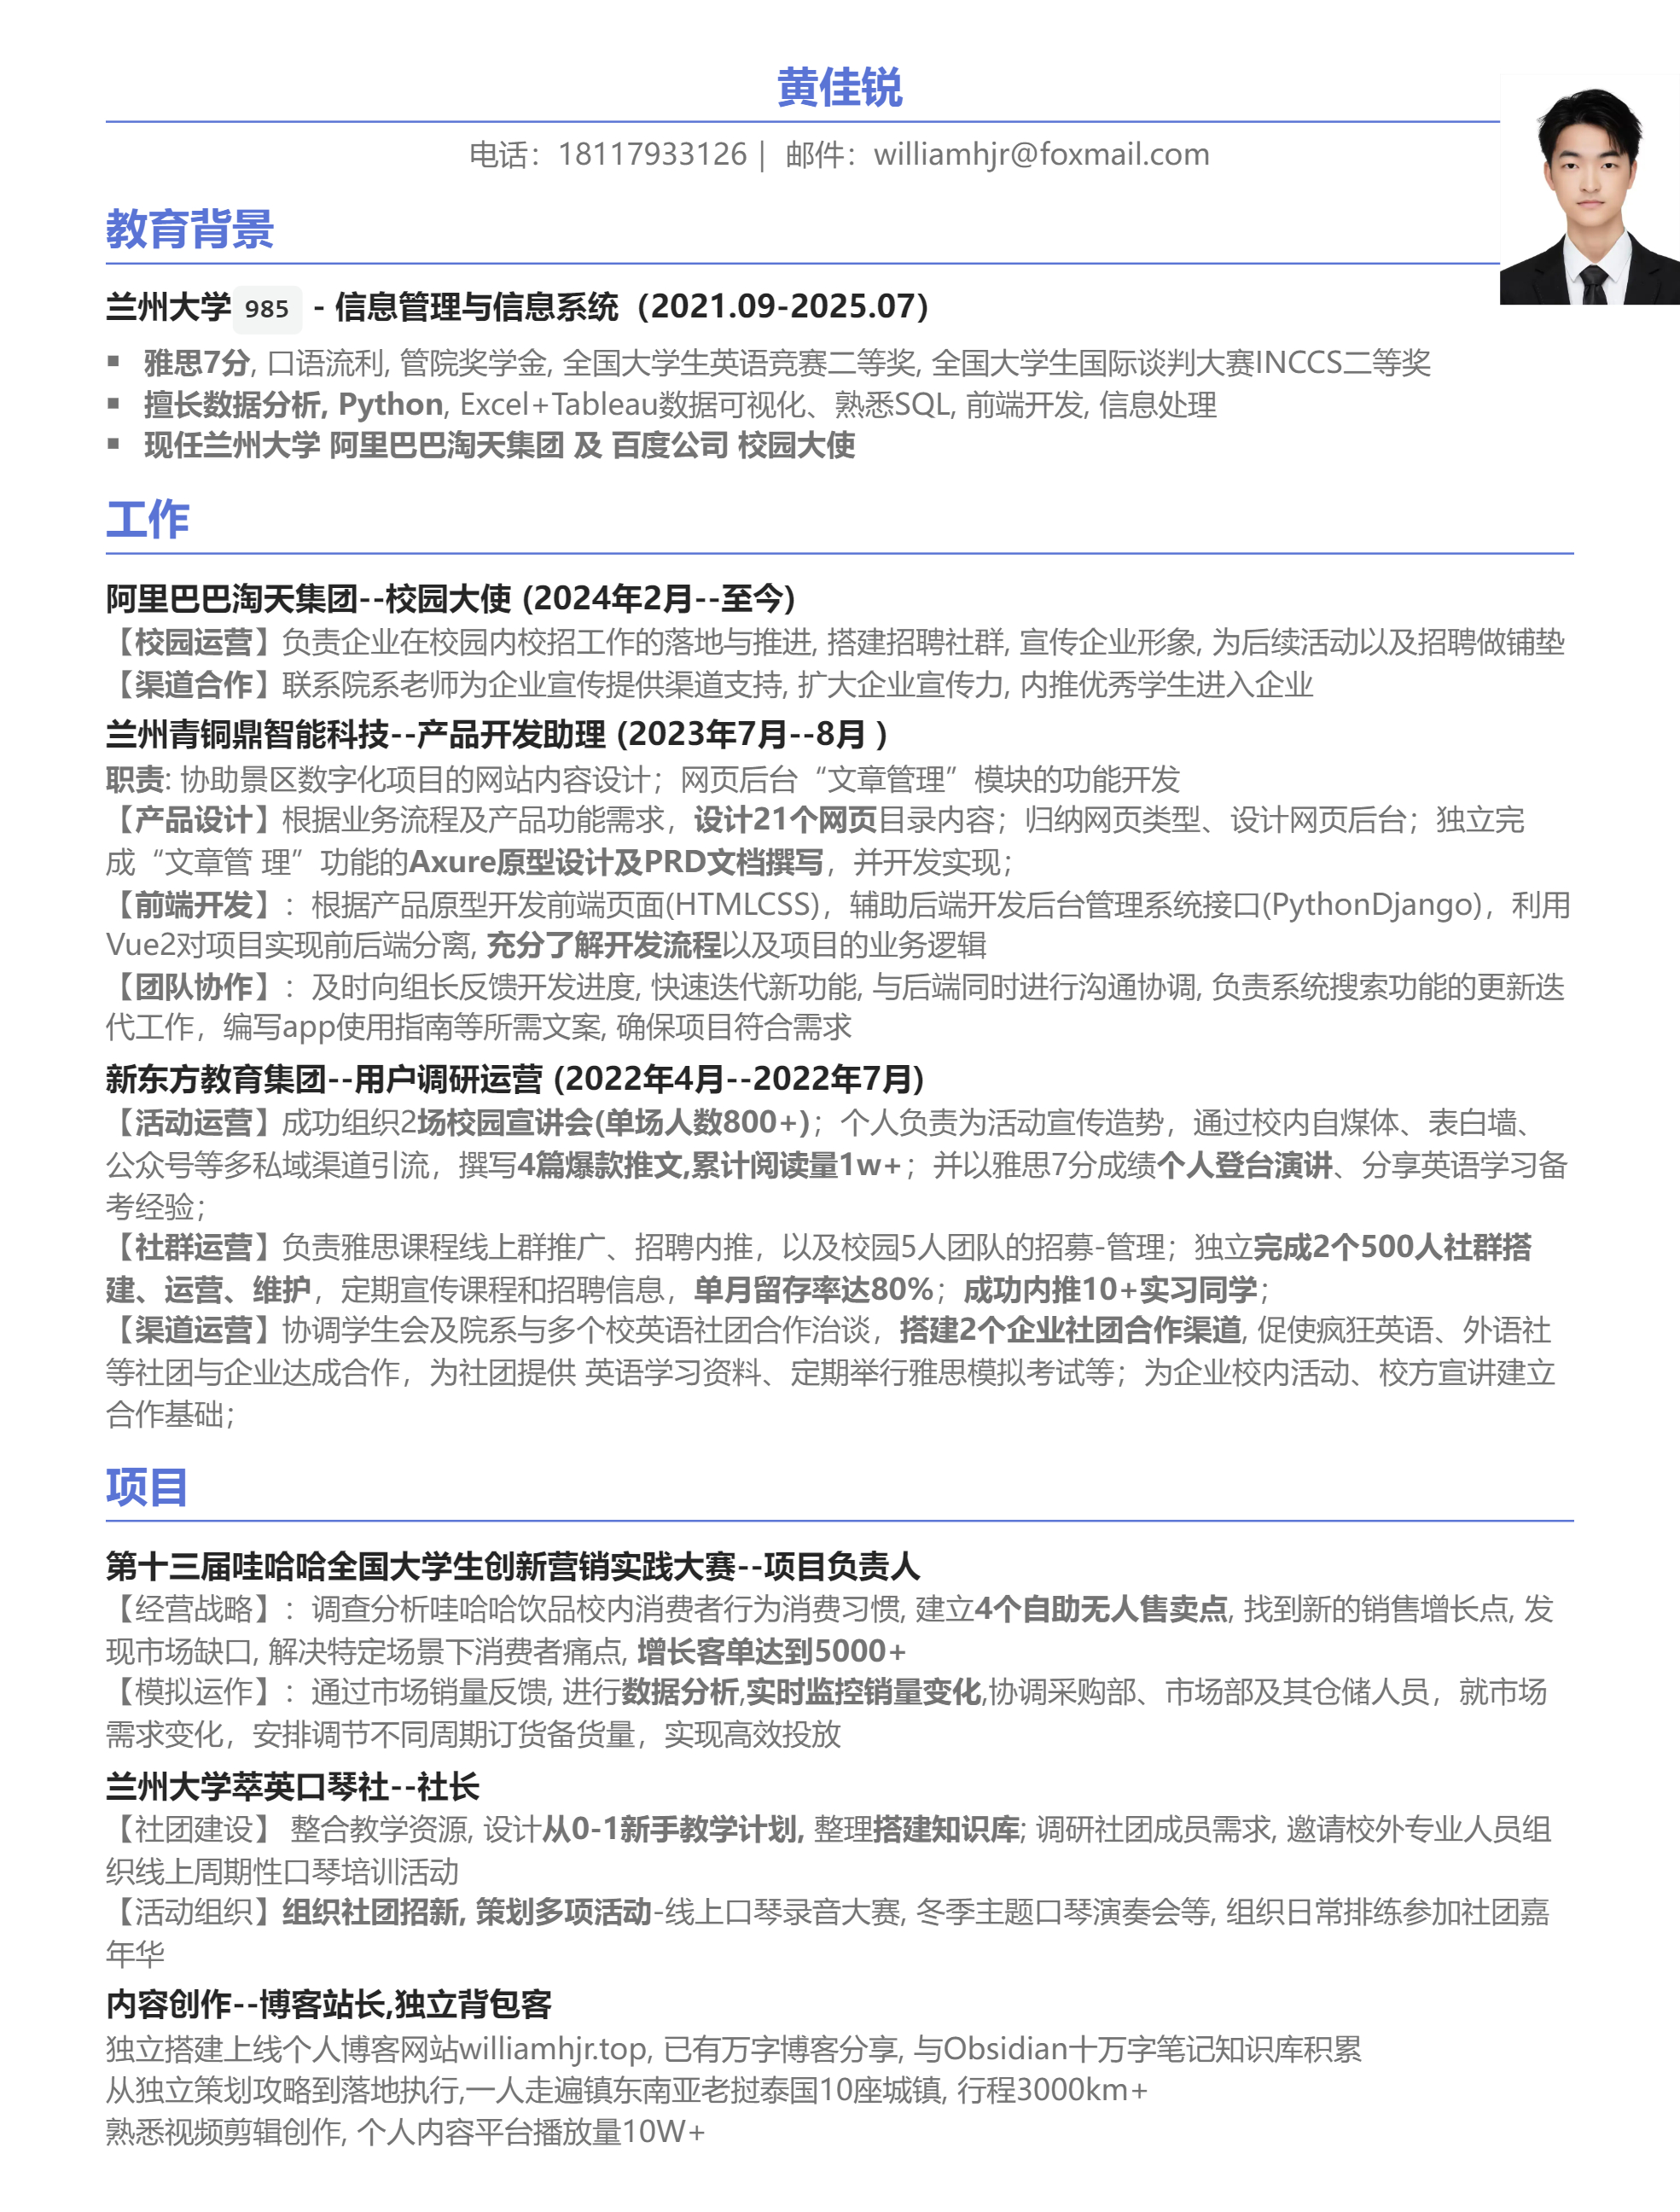 黄佳锐
电话：18117933126 | 邮件：williamhjr@foxmail.com
教育背景
兰州大学 985 - 信息管理与信息系统（2021.09-2025.07）
▪ 雅思7分, 口语流利, 管院奖学金, 全国大学生英语竞赛二等奖, 全国大学生国际谈判大赛INCCS二等奖
▪ 擅长数据分析, Python, Excel+Tableau数据可视化、熟悉SQL, 前端开发, 信息处理
▪ 现任兰州大学 阿里巴巴淘天集团 及 百度公司 校园大使
工作
阿里巴巴淘天集团--校园大使 (2024年2月--至今)
【校园运营】负责企业在校园内校招工作的落地与推进, 搭建招聘社群, 宣传企业形象, 为后续活动以及招聘做铺垫
【渠道合作】联系院系老师为企业宣传提供渠道支持, 扩大企业宣传力, 内推优秀学生进入企业
兰州青铜鼎智能科技--产品开发助理 (2023年7月--8月 )
职责: 协助景区数字化项目的网站内容设计；网页后台“文章管理”模块的功能开发
【产品设计】根据业务流程及产品功能需求，设计21个网页目录内容；归纳网页类型、设计网页后台；独立完
成“文章管 理”功能的Axure原型设计及PRD文档撰写，并开发实现；
【前端开发】：根据产品原型开发前端页面(HTMLCSS)，辅助后端开发后台管理系统接口(PythonDjango)，利用
Vue2对项目实现前后端分离, 充分了解开发流程以及项目的业务逻辑
【团队协作】：及时向组长反馈开发进度, 快速迭代新功能, 与后端同时进行沟通协调, 负责系统搜索功能的更新迭
代工作，编写app使用指南等所需文案, 确保项目符合需求
新东方教育集团--用户调研运营 (2022年4月--2022年7月)
【活动运营】成功组织2场校园宣讲会(单场人数800+)；个人负责为活动宣传造势，通过校内自煤体、表白墙、
公众号等多私域渠道引流，撰写4篇爆款推文,累计阅读量1w+；并以雅思7分成绩个人登台演讲、分享英语学习备
考经验；
【社群运营】负责雅思课程线上群推广、招聘内推，以及校园5人团队的招募-管理；独立完成2个500人社群搭
建、运营、维护，定期宣传课程和招聘信息，单月留存率达80%；成功内推10+实习同学；
【渠道运营】协调学生会及院系与多个校英语社团合作洽谈，搭建2个企业社团合作渠道, 促使疯狂英语、外语社
等社团与企业达成合作，为社团提供 英语学习资料、定期举行雅思模拟考试等；为企业校内活动、校方宣讲建立
合作基础；
项目
第十三届哇哈哈全国大学生创新营销实践大赛--项目负责人
【经营战略】：调查分析哇哈哈饮品校内消费者行为消费习惯, 建立4个自助无人售卖点, 找到新的销售增长点, 发
现市场缺口, 解决特定场景下消费者痛点, 增长客单达到5000+
【模拟运作】：通过市场销量反馈, 进行数据分析,实时监控销量变化,协调采购部、市场部及其仓储人员，就市场
需求变化，安排调节不同周期订货备货量，实现高效投放
兰州大学萃英口琴社--社长
【社团建设】 整合教学资源, 设计从0-1新手教学计划, 整理搭建知识库; 调研社团成员需求, 邀请校外专业人员组
织线上周期性口琴培训活动
【活动组织】组织社团招新, 策划多项活动-线上口琴录音大赛, 冬季主题口琴演奏会等, 组织日常排练参加社团嘉
年华
内容创作--博客站长,独立背包客
独立搭建上线个人博客网站williamhjr.top, 已有万字博客分享, 与Obsidian十万字笔记知识库积累
从独立策划攻略到落地执行,一人走遍镇东南亚老挝泰国10座城镇, 行程3000km+
熟悉视频剪辑创作, 个人内容平台播放量10W+